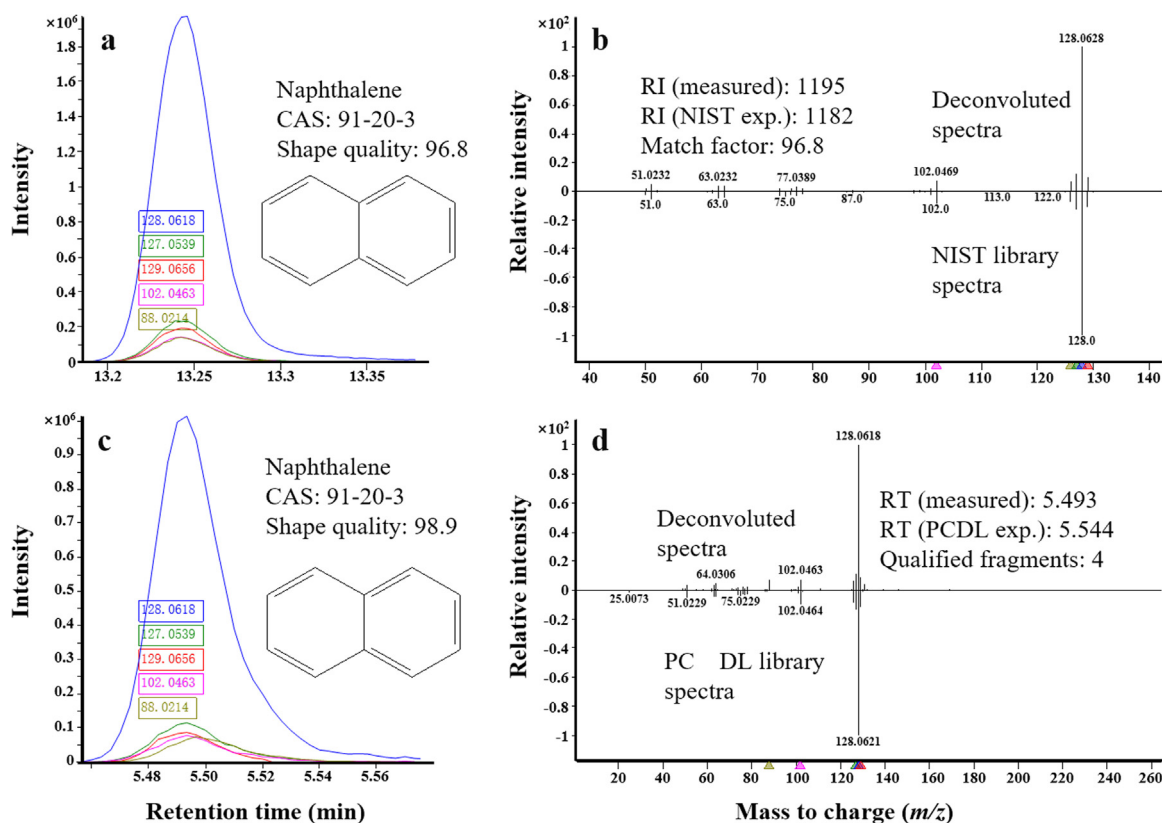 ×10⁶
a
Intensity
1.8
1.6
1.4
1.2
1
0.8
0.6
0.4
0.2
0
Naphthalene
CAS: 91-20-3
Shape quality: 96.8
128.0618
127.0539
129.0656
102.0463
88.0214
13.2 13.25 13.3 13.35
×10²
b
Relative intensity
1
0.8
0.6
0.4
0.2
0
-0.2
-0.4
-0.6
-0.8
-1
128.0628
RI (measured): 1195
RI (NIST exp.): 1182
Match factor: 96.8
Deconvoluted
spectra
51.0232 63.0232 77.0389 102.0469
51.0 63.0 75.0 87.0 102.0 113.0 122.0
NIST library
spectra
128.0
40 50 60 70 80 90 100 110 120 130 140
×10⁶
c
Intensity
0.9
0.8
0.7
0.6
0.5
0.4
0.3
0.2
0.1
0
Naphthalene
CAS: 91-20-3
Shape quality: 98.9
128.0618
127.0539
129.0656
102.0463
88.0214
5.48 5.50 5.52 5.54 5.56
Retention time (min)
×10²
d
Relative intensity
1
0.8
0.6
0.4
0.2
0
-0.2
-0.4
-0.6
-0.8
-1
128.0618
RT (measured): 5.493
RT (PCDL exp.): 5.544
Qualified fragments: 4
Deconvoluted
spectra
64.0306 102.0463
25.0073 51.0229 75.0229 102.0464
PC DL library
spectra
128.0621
20 40 60 80 100 120 140 160 180 200 220 240 260
Mass to charge (m/z)